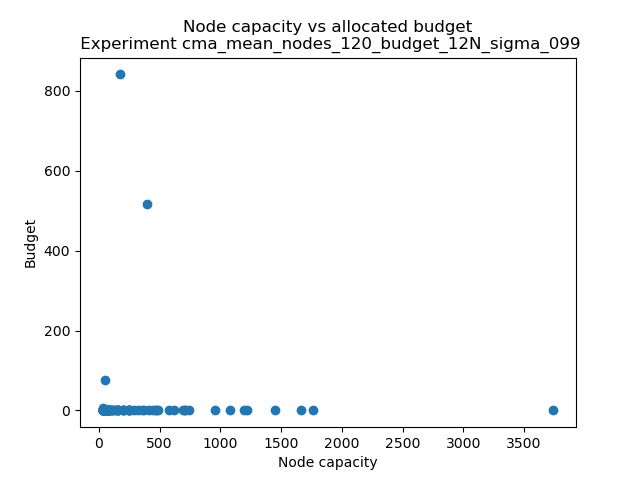 Node capacity vs allocated budget
Experiment cma_mean_nodes_120_budget_12N_sigma_099
800
600
400
200
0
Budget
0 500 1000 1500 2000 2500 3000 3500
Node capacity